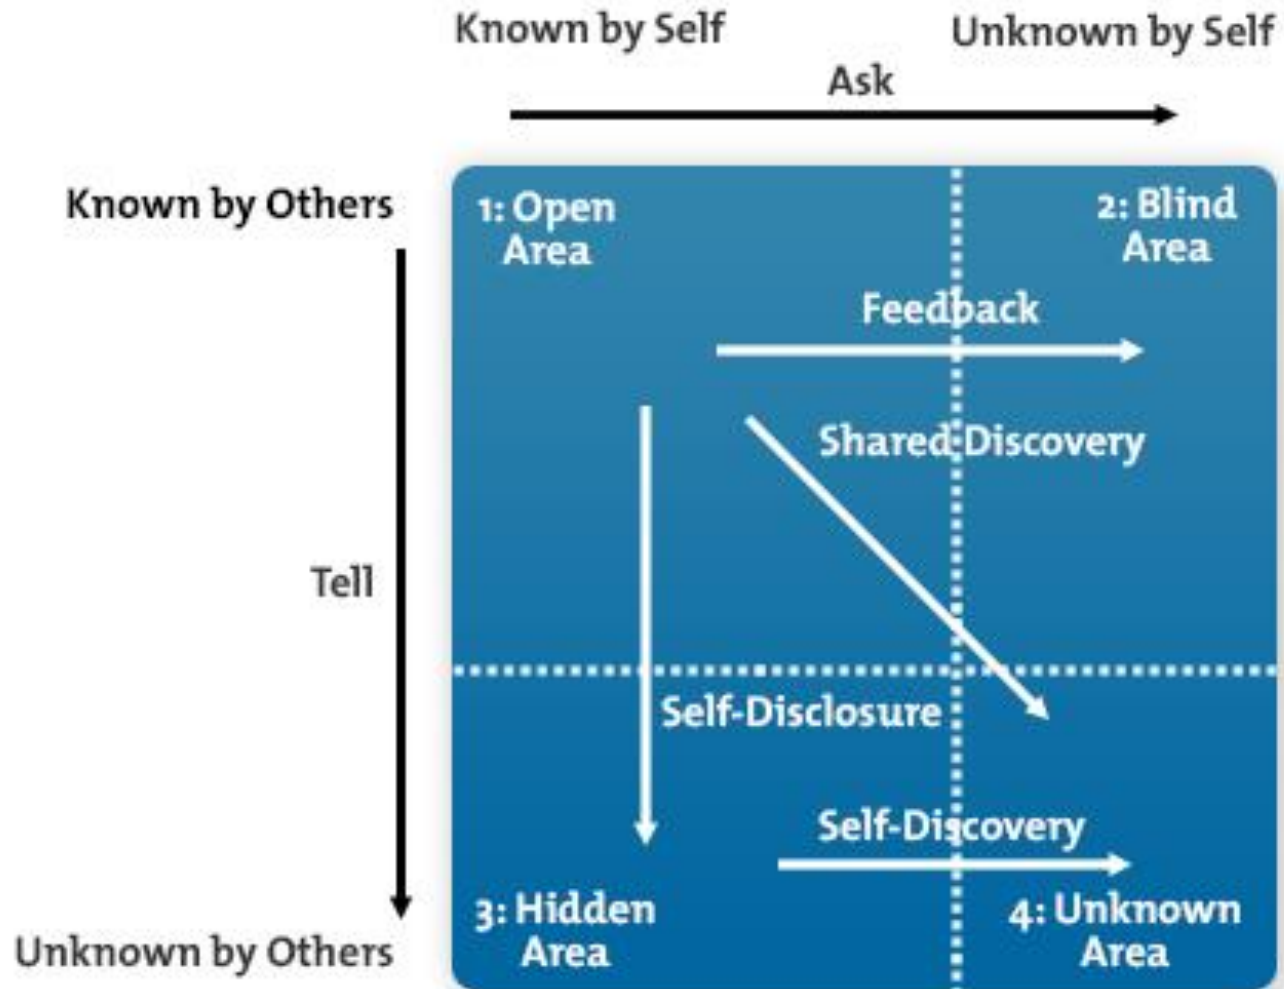 Known by Self
Unknown by Self
Ask
Known by Others
1: Open
Area
2: Blind
Area
Feedback
Shared Discovery
Tell
Self-Disclosure
Self-Discovery
3: Hidden
Area
4: Unknown
Area
Unknown by Others